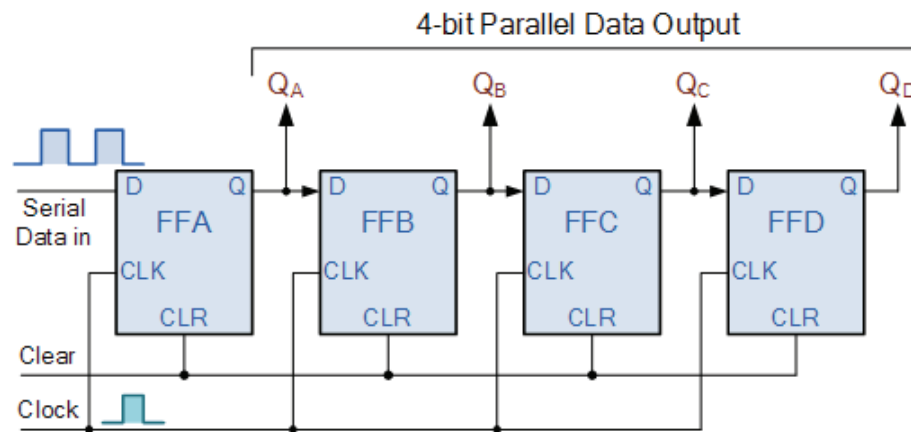 4-bit Parallel Data Output
QA QB QC QD
D Q D Q D Q D Q
Serial
Data in
FFA FFB FFC FFD
CLK CLK CLK CLK
CLR CLR CLR CLR
Clear
Clock